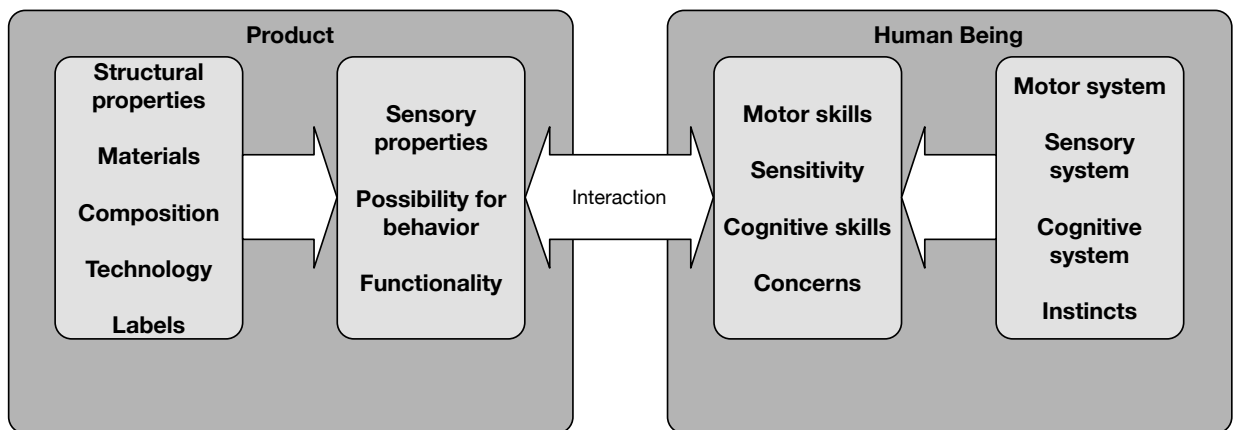 Product
Structural
properties
Materials
Composition
Technology
Labels
Sensory
properties
Possibility for
behavior
Functionality
Interaction
Human Being
Motor skills
Sensitivity
Cognitive skills
Concerns
Motor system
Sensory
system
Cognitive
system
Instincts